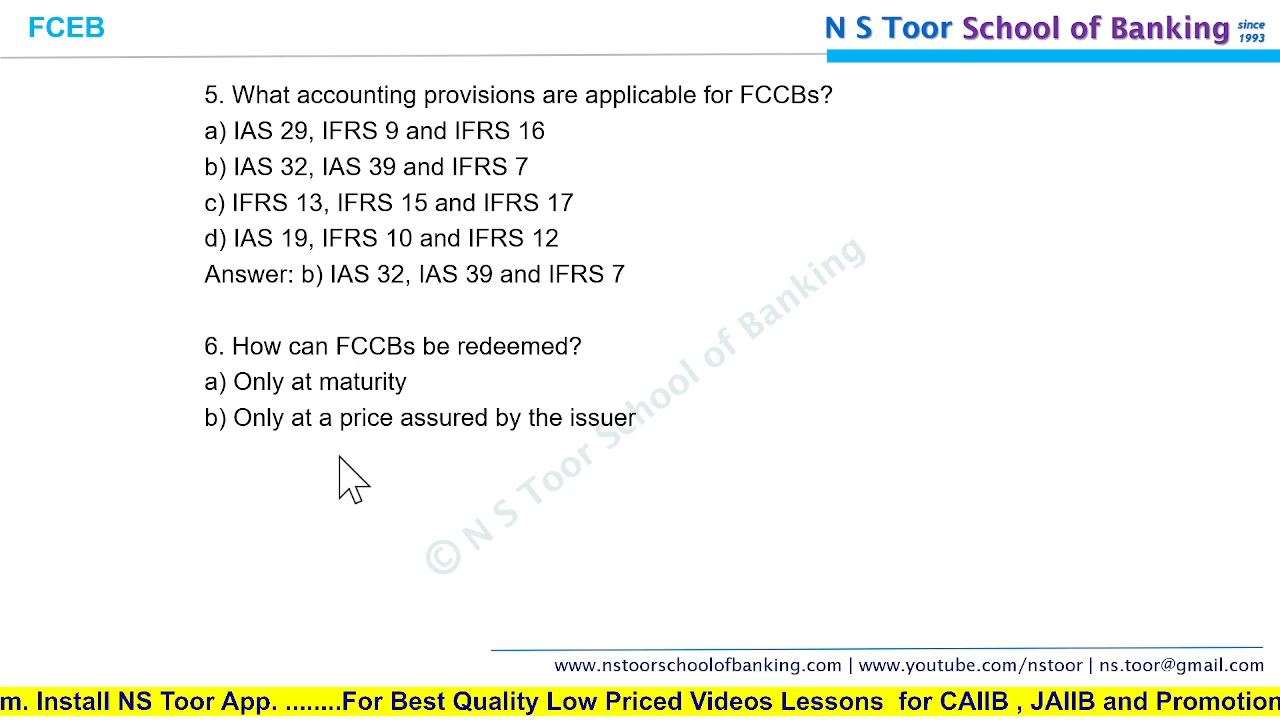 FCEB
N S Toor School of Banking since 1993
5. What accounting provisions are applicable for FCCBs?
a) IAS 29, IFRS 9 and IFRS 16
b) IAS 32, IAS 39 and IFRS 7
c) IFRS 13, IFRS 15 and IFRS 17
d) IAS 19, IFRS 10 and IFRS 12
Answer: b) IAS 32, IAS 39 and IFRS 7
6. How can FCCBs be redeemed?
a) Only at maturity
b) Only at a price assured by the issuer
© N S Toor School of Banking
www.nstoorschoolofbanking.com | www.youtube.com/nstoor | ns.toor@gmail.com
m. Install NS Toor App. ........For Best Quality Low Priced Videos Lessons for CAIIB , JAIIB and Promotion